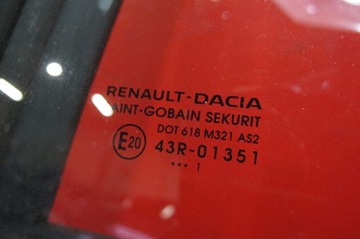 RENAULT-DACIA
AINT-GOBAIN SEKURIT
DOT 618 M321 AS2
E20 43R-01351
••• 1